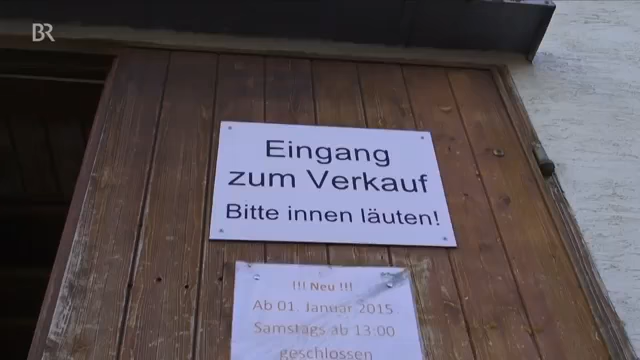 BR
Eingang
zum Verkauf
Bitte innen läuten!
!!! Neu !!!
Ab 01. Januar 2015
Samstags ab 13:00
geschlossen